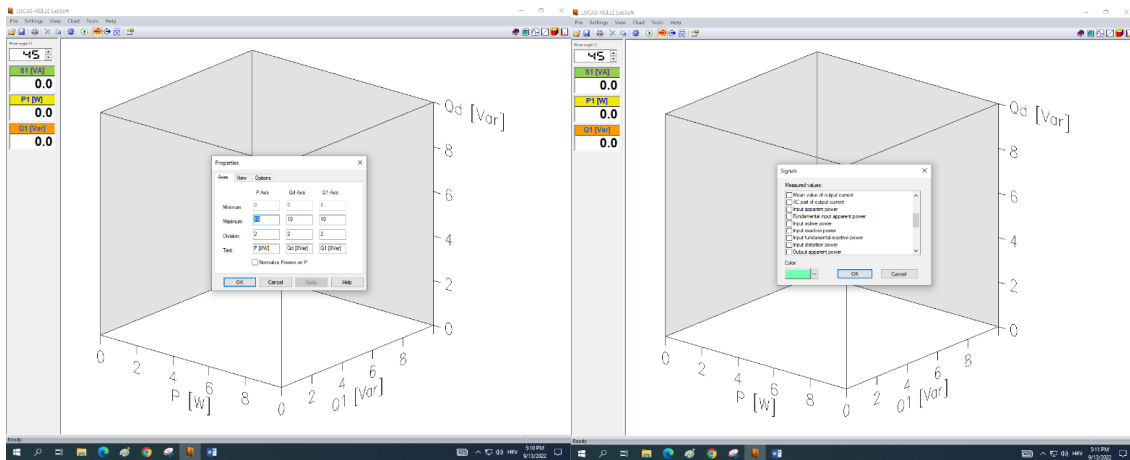 LUCAS-NÜLLE LabSoft
File Settings View Chart Tools Help
Phase angle [°]
45
S1 [VA]
0.0
P1 [W]
0.0
Q1 [Var]
0.0
Qd [Var]
8
6
4
2
0
0 2 4 6 8
P [W]
0 2 4 6 8
Q1 [Var]
Properties
Axes View Options
P-Axis Qd-Axis Q1-Axis
Minimum: 0 0 0
Maximum: 10 10 10
Division: 2 2 2
Text:
Normalize Powers on P
OK Cancel Apply Help
Ready
HRV
5:10 PM
9/13/2022
LUCAS-NÜLLE LabSoft
File Settings View Chart Tools Help
Phase angle [°]
45
S1 [VA]
0.0
P1 [W]
0.0
Q1 [Var]
0.0
Qd [Var]
8
6
4
2
0
0 2 4 6 8
P [W]
0 2 4 6 8
Q1 [Var]
Signals
Measured values:
Mean value of output current
AC part of output current
Input apparent power
Fundamental input apparent power
Input active power
Input reactive power
Input fundamental reactive power
Input distortion power
Output apparent power
Color:
OK Cancel
Ready
HRV
3:11 PM
9/13/2022